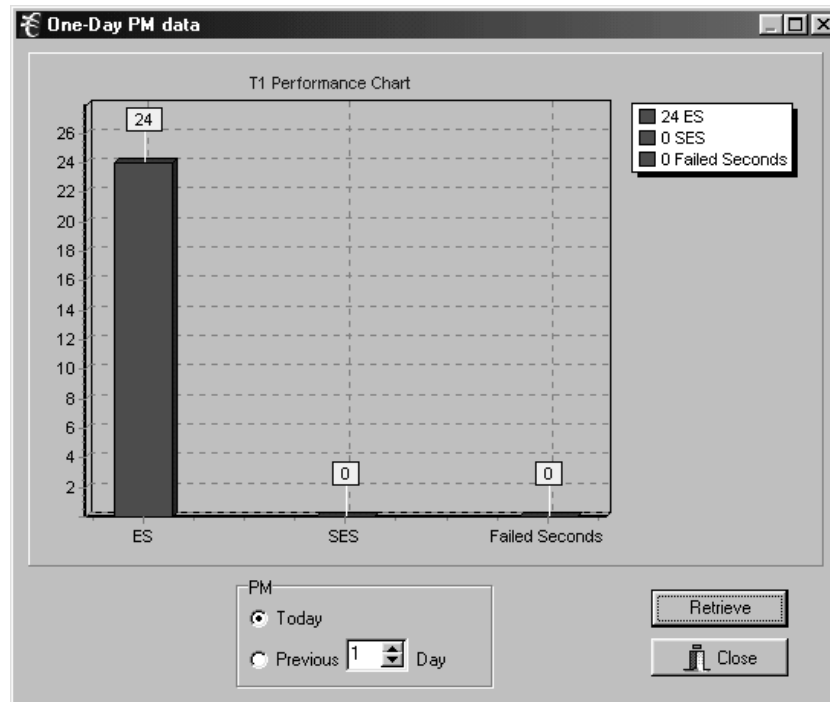 One-Day PM data
T1 Performance Chart
24 ES
0 SES
0 Failed Seconds
26
24
22
20
18
16
14
12
10
8
6
4
2
24
0
0
ES SES Failed Seconds
PM
Today
Previous 1 Day
Retrieve
Close